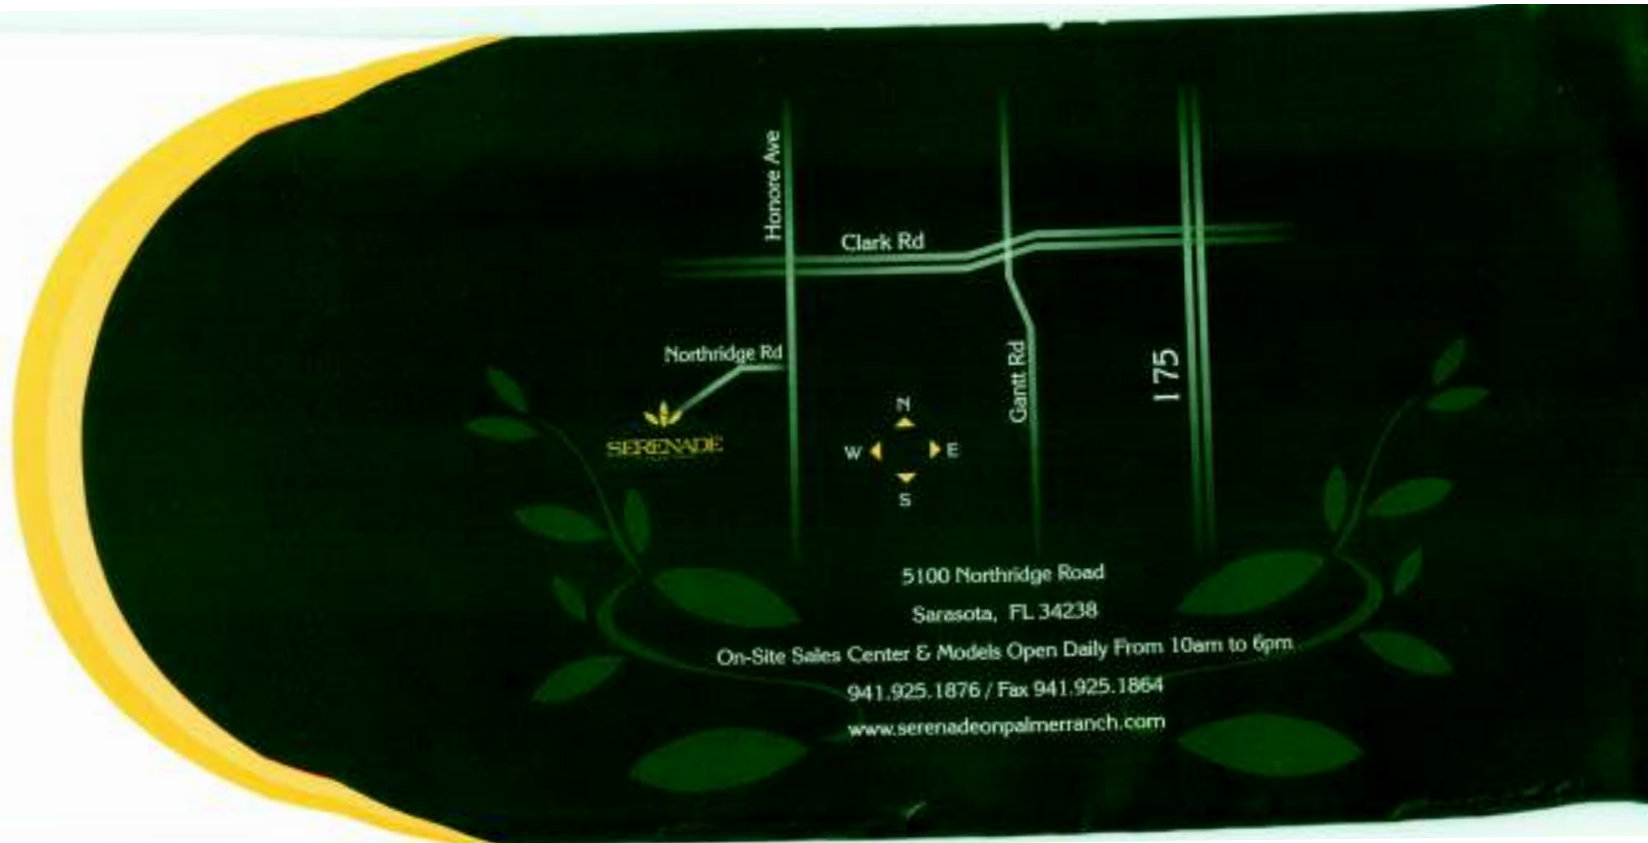 Honore Ave
Clark Rd
Northridge Rd
SERENADE
Gantt Rd
I 75
N
W
E
S
5100 Northridge Road
Sarasota, FL 34238
On-Site Sales Center & Models Open Daily From 10am to 6pm
941.925.1876 / Fax 941.925.1864
www.serenadeonpalmerranch.com